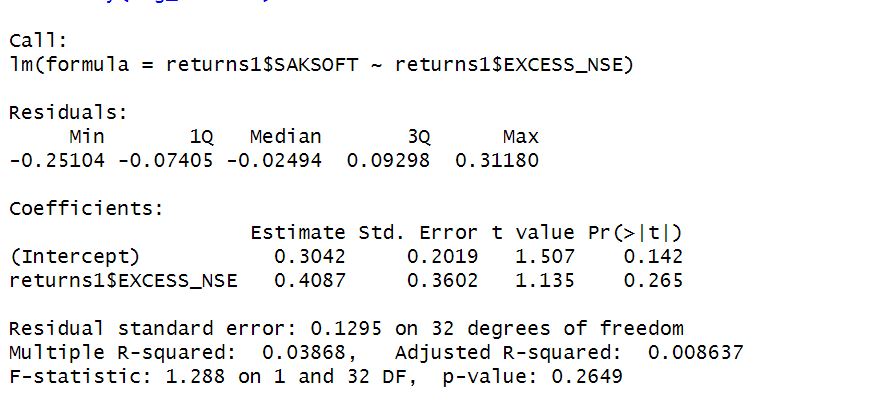 Call:
lm(formula = returns1$SAKSOFT ~ returns1$EXCESS_NSE)
Residuals:
Min 1Q Median 3Q Max
-0.25104 -0.07405 -0.02494 0.09298 0.31180
Coefficients:
Estimate Std. Error t value Pr(>|t|)
(Intercept) 0.3042 0.2019 1.507 0.142
returns1$EXCESS_NSE 0.4087 0.3602 1.135 0.265
Residual standard error: 0.1295 on 32 degrees of freedom
Multiple R-squared: 0.03868, Adjusted R-squared: 0.008637
F-statistic: 1.288 on 1 and 32 DF, p-value: 0.2649